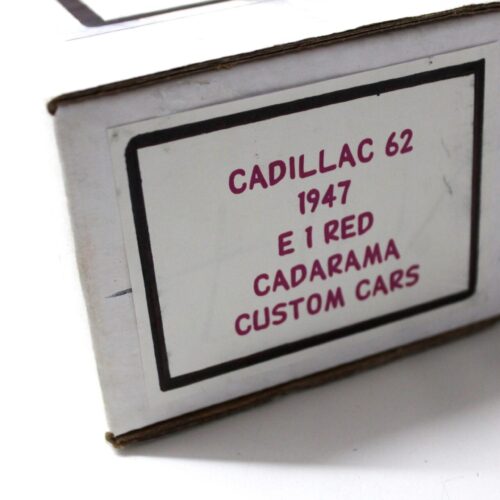 CADILLAC 62
1947
E 1 RED
CADARAMA
CUSTOM CARS